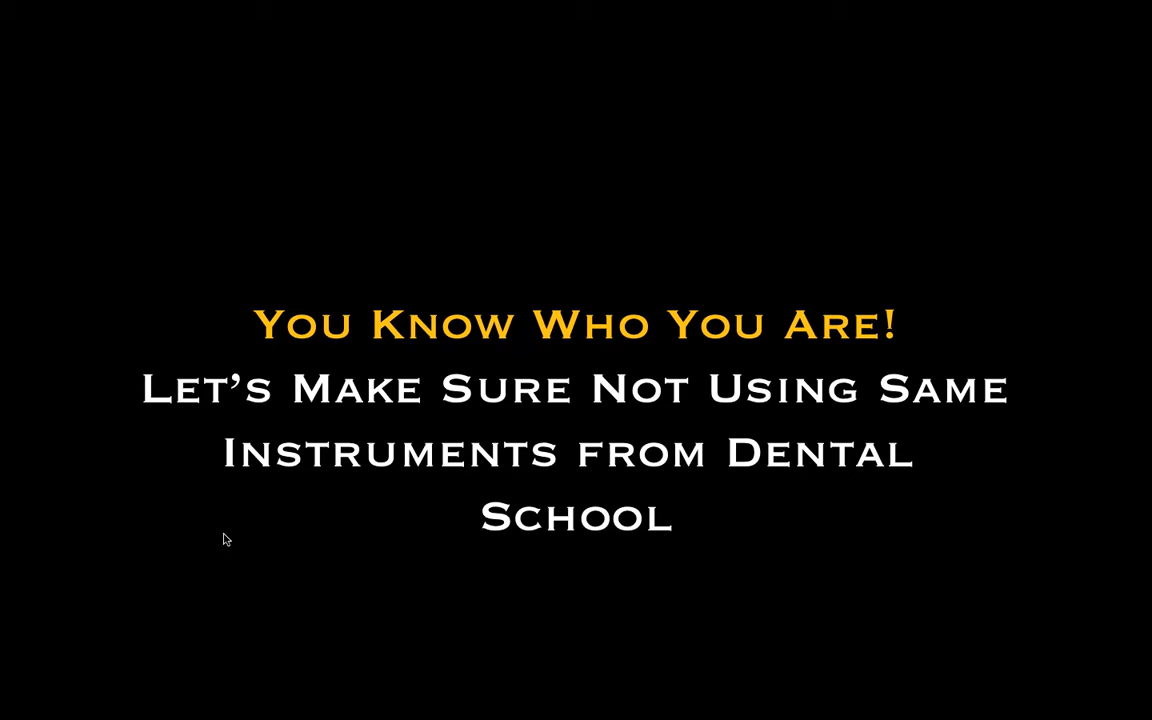 You Know Who You Are!
Let’s Make Sure Not Using Same
Instruments from Dental
School